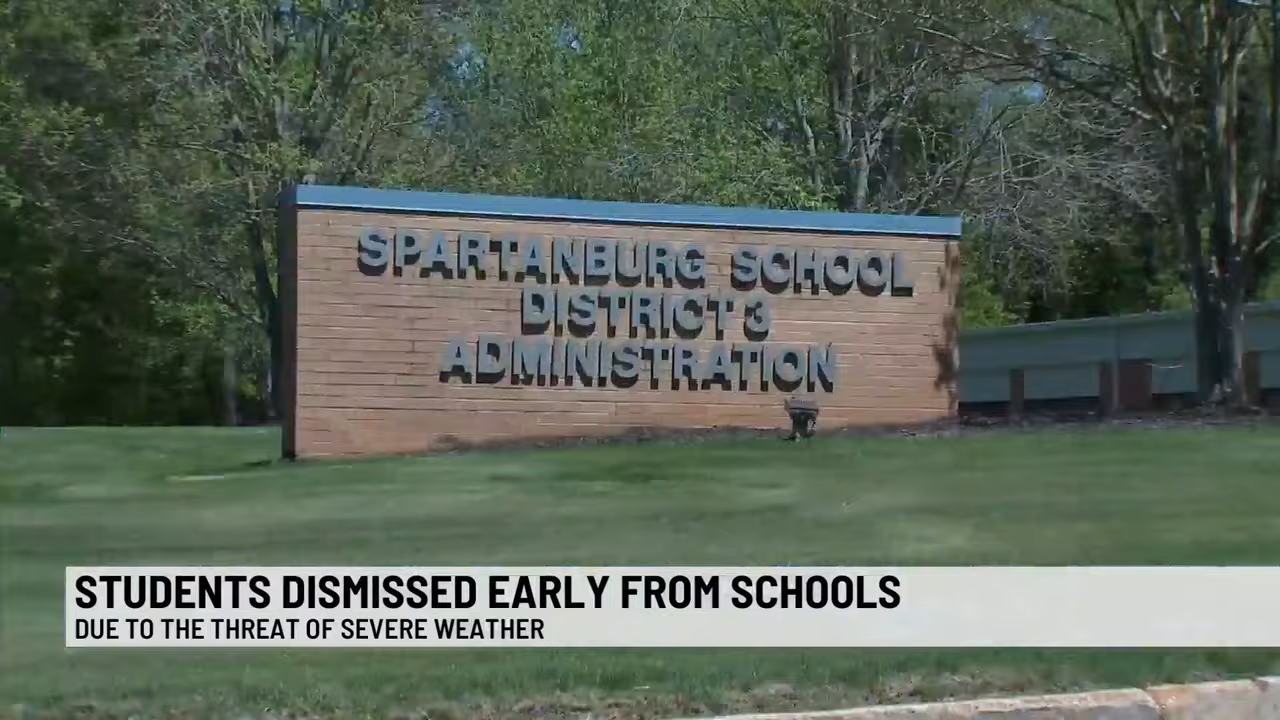 SPARTANBURG SCHOOL
DISTRICT 3
ADMINISTRATION
STUDENTS DISMISSED EARLY FROM SCHOOLS
DUE TO THE THREAT OF SEVERE WEATHER